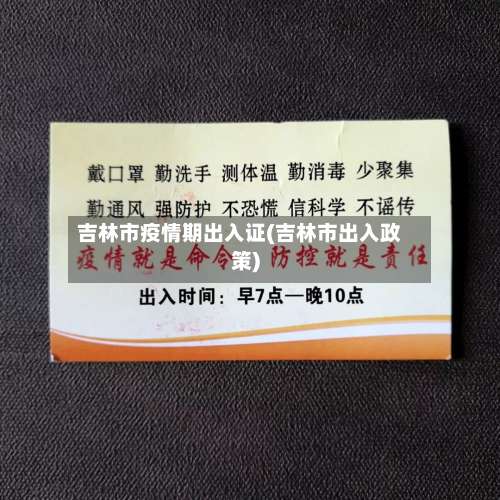 戴口罩 勤洗手 测体温 勤消毒 少聚集
勤通风 强防护 不恐慌 信科学 不谣传
吉林市疫情期出入证(吉林市出入政
策)
疫情就是命令 防控就是责任
出入时间：早7点—晚10点